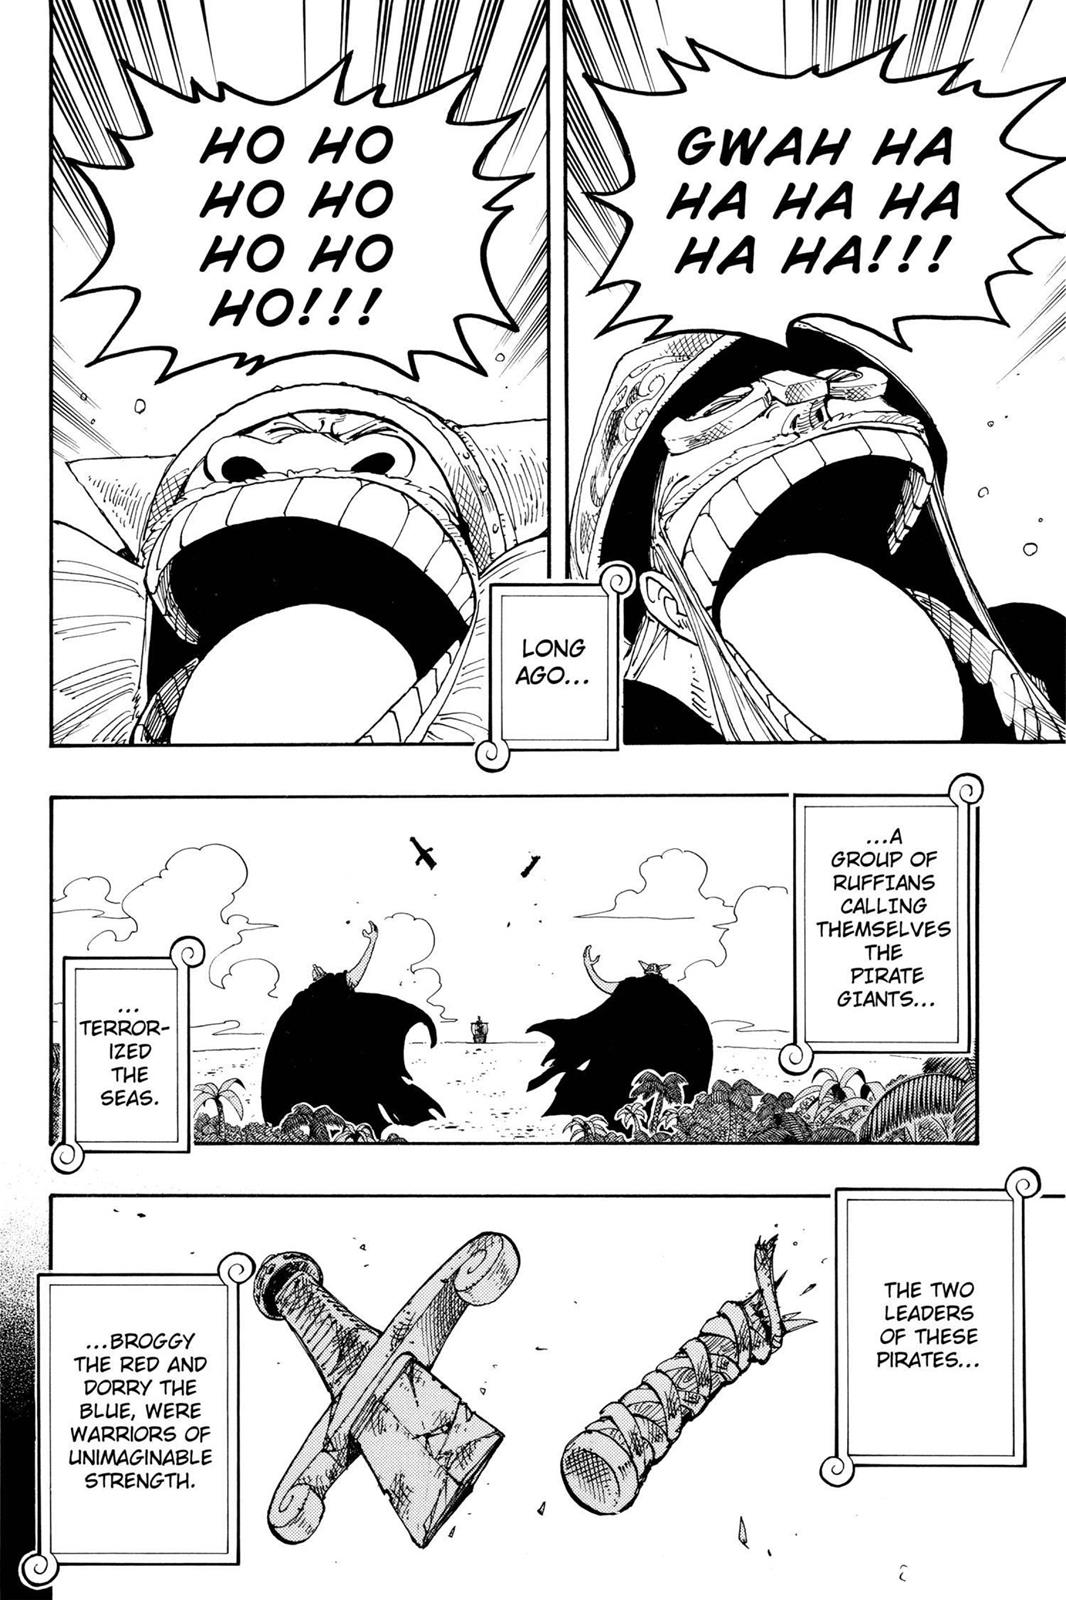 GWAH HA
HA HA HA
HA HA!!!
HO HO
HO HO
HO HO
HO!!!
LONG
AGO...
...A
GROUP OF
RUFFIANS
CALLING
THEMSELVES
THE
PIRATE
GIANTS...
...
TERROR-
IZED
THE
SEAS.
THE TWO
LEADERS
OF THESE
PIRATES...
...BROGGY
THE RED AND
DORRY THE
BLUE, WERE
WARRIORS OF
UNIMAGINABLE
STRENGTH.